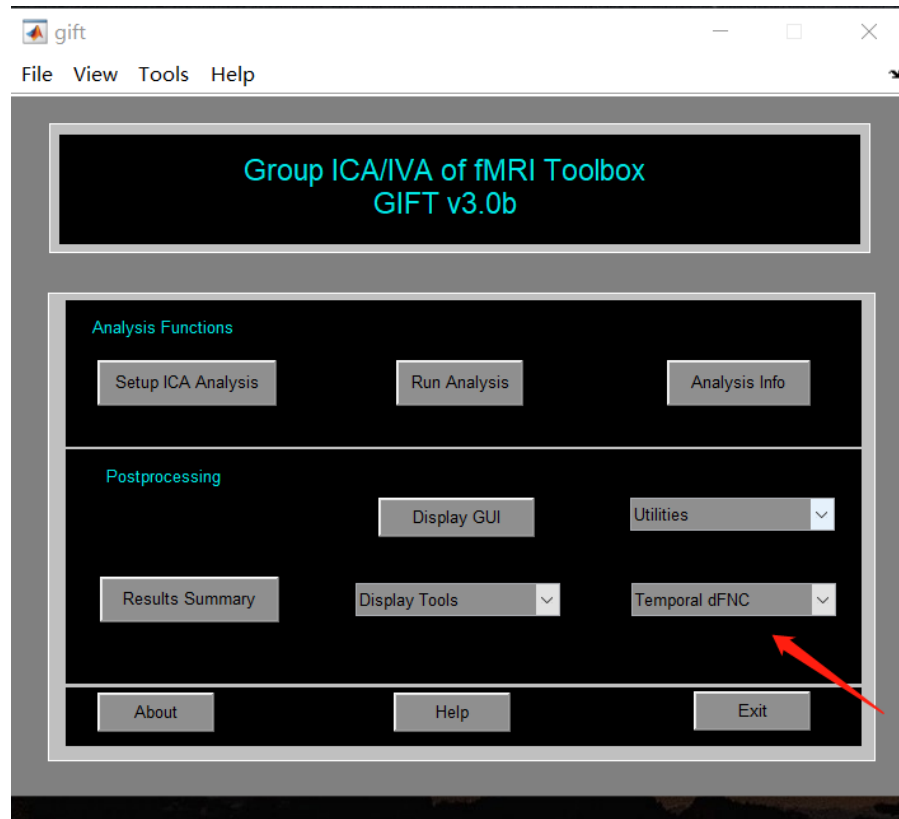 gift
File View Tools Help
Group ICA/IVA of fMRI Toolbox
GIFT v3.0b
Analysis Functions
Setup ICA Analysis
Run Analysis
Analysis Info
Postprocessing
Display GUI
Utilities
Results Summary
Display Tools
Temporal dFNC
About
Help
Exit